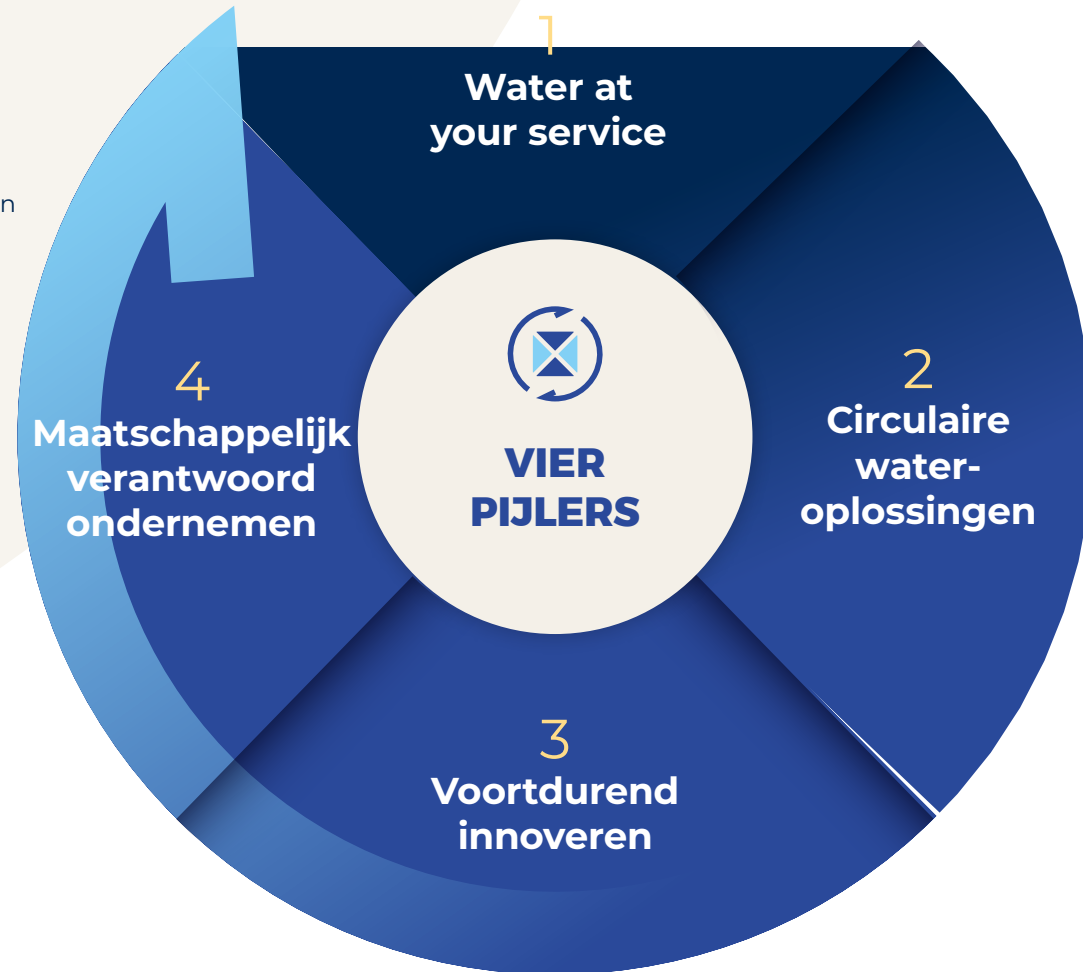 1
Water at
your service
n
2
Circulaire
water-
oplossingen
4
Maatschappelijk
verantwoord
ondernemen
VIER
PIJLERS
3
Voortdurend
innoveren